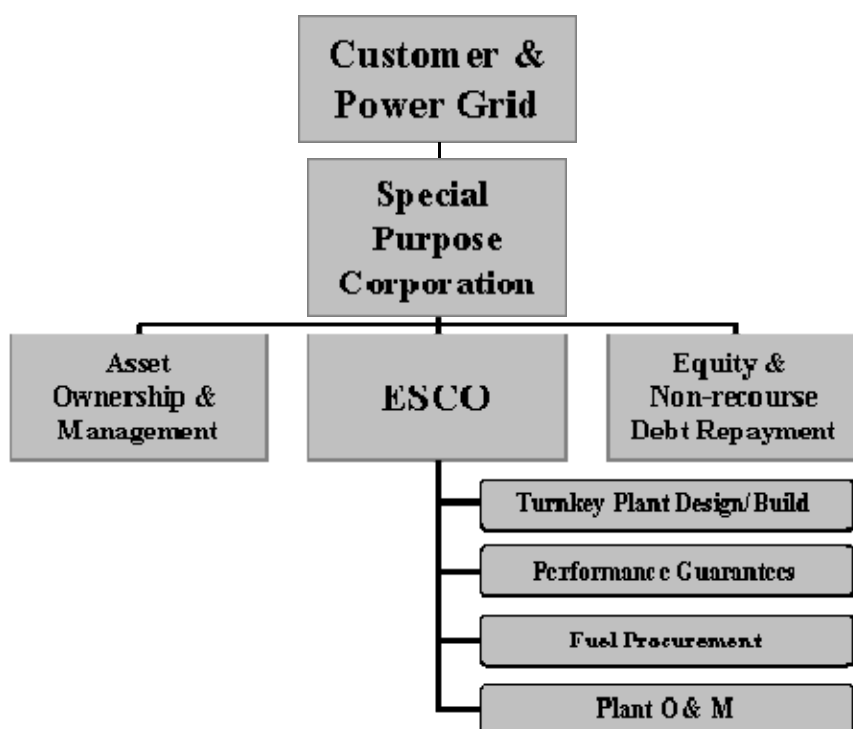 Customer &
Power Grid
Special
Purpose
Corporation
Asset
Ownership &
Management
ESCO
Equity &
Non-recourse
Debt Repayment
Turnkey Plant Design/Build
Performance Guarantees
Fuel Procurement
Plant O & M